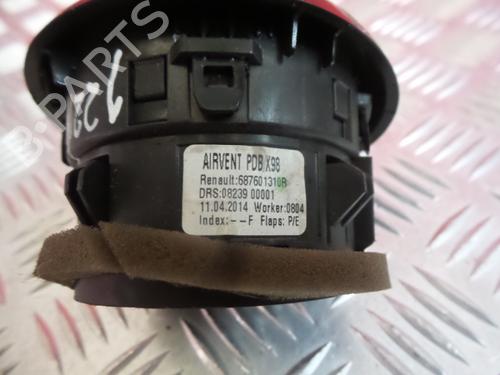 B-PARTS
AIRVENT PDB X98
Renault:687601310R
DRS:08239 00001
11.04.2014 Worker:0804
Index:--F Flaps: P/E